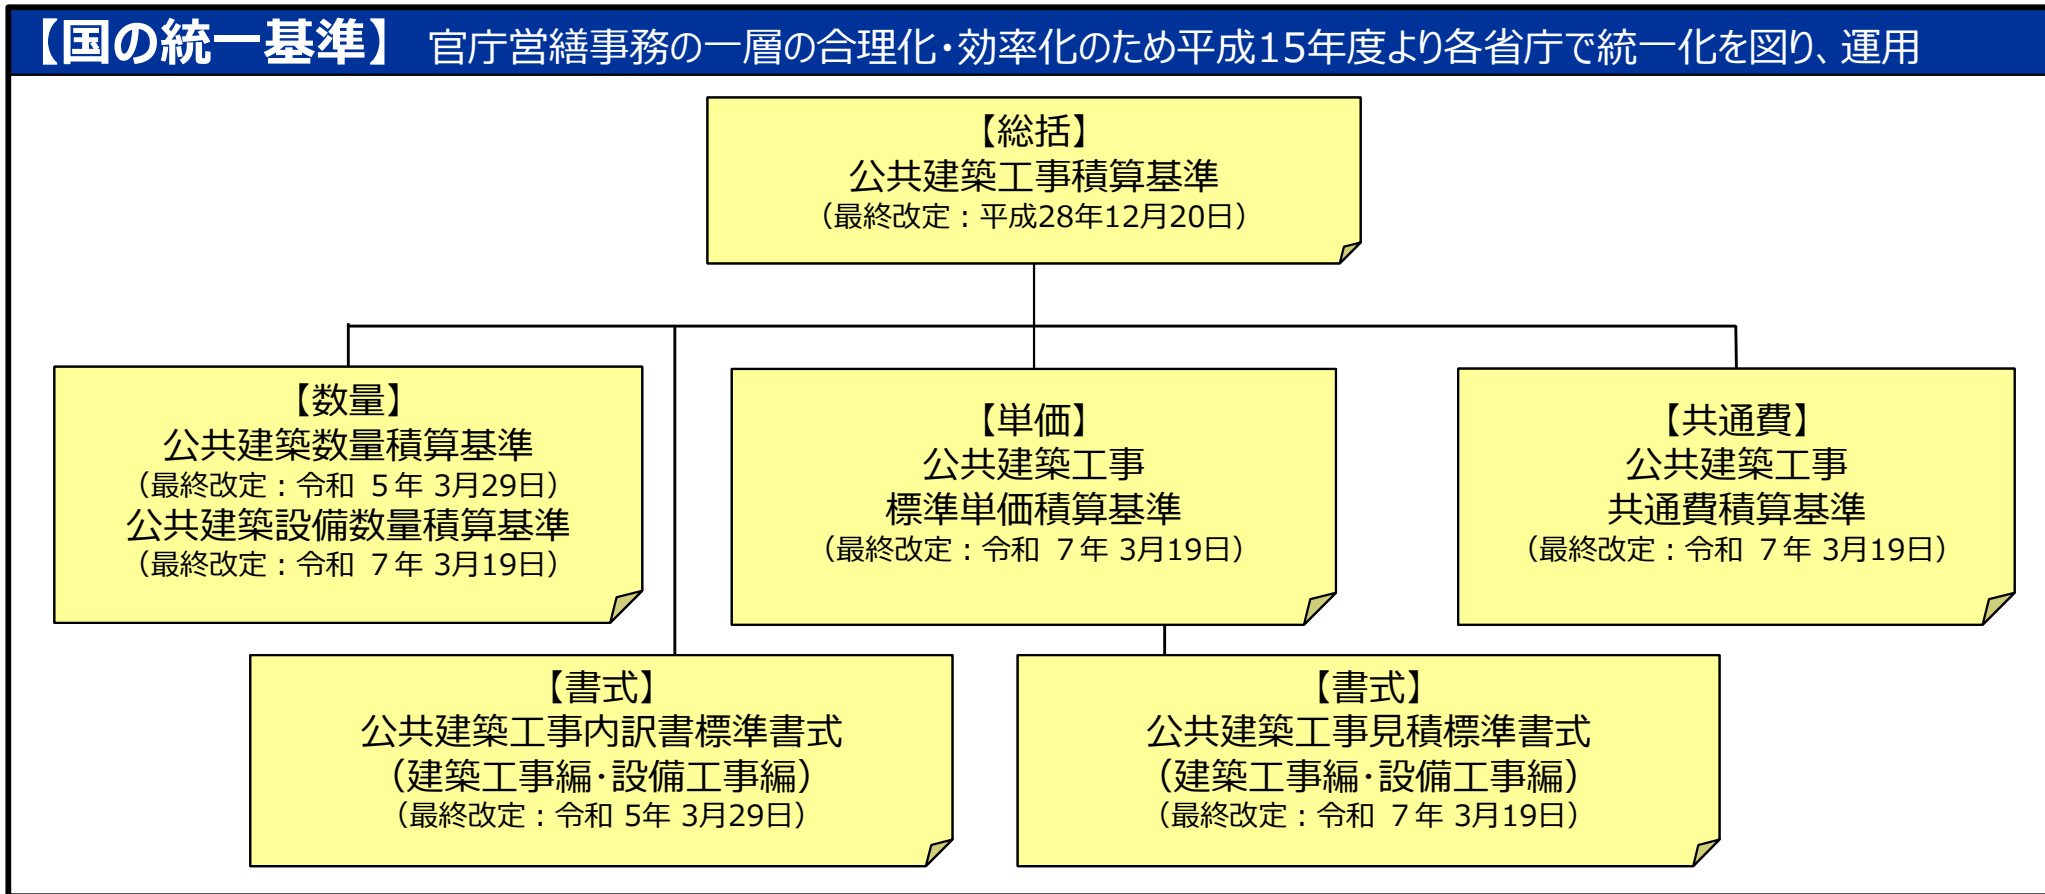 【国の統一基準】 官庁営繕事務の一層の合理化・効率化のため平成15年度より各省庁で統一化を図り、運用
【総括】
公共建築工事積算基準
（最終改定：平成28年12月20日）
【数量】
公共建築数量積算基準
（最終改定：令和 5年 3月29日）
公共建築設備数量積算基準
（最終改定：令和 7年 3月19日）
【単価】
公共建築工事
標準単価積算基準
（最終改定：令和 7年 3月19日）
【共通費】
公共建築工事
共通費積算基準
（最終改定：令和 7年 3月19日）
【書式】
公共建築工事内訳書標準書式
（建築工事編・設備工事編）
（最終改定：令和 5年 3月29日）
【書式】
公共建築工事見積標準書式
（建築工事編・設備工事編）
（最終改定：令和 7年 3月19日）